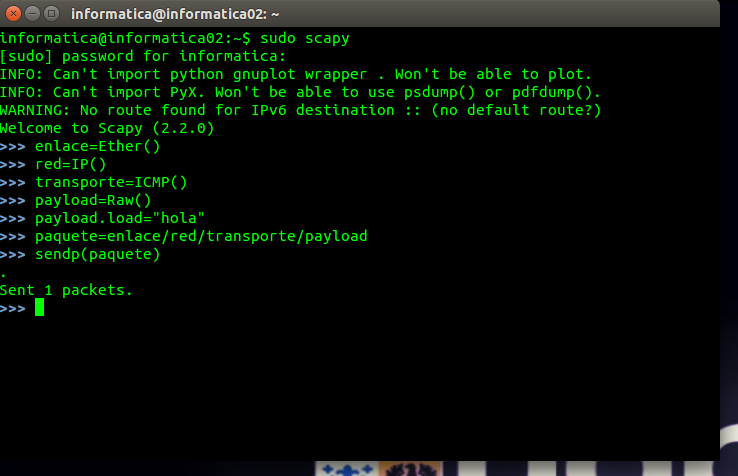 informatica@informatica02: ~
informatica@informatica02:~$ sudo scapy
[sudo] password for informatica:
INFO: Can't import python gnuplot wrapper . Won't be able to plot.
INFO: Can't import PyX. Won't be able to use psdump() or pdfdump().
WARNING: No route found for IPv6 destination :: (no default route?)
Welcome to Scapy (2.2.0)
>>> enlace=Ether()
>>> red=IP()
>>> transporte=ICMP()
>>> payload=Raw()
>>> payload.load="hola"
>>> paquete=enlace/red/transporte/payload
>>> sendp(paquete)
.
Sent 1 packets.
>>>